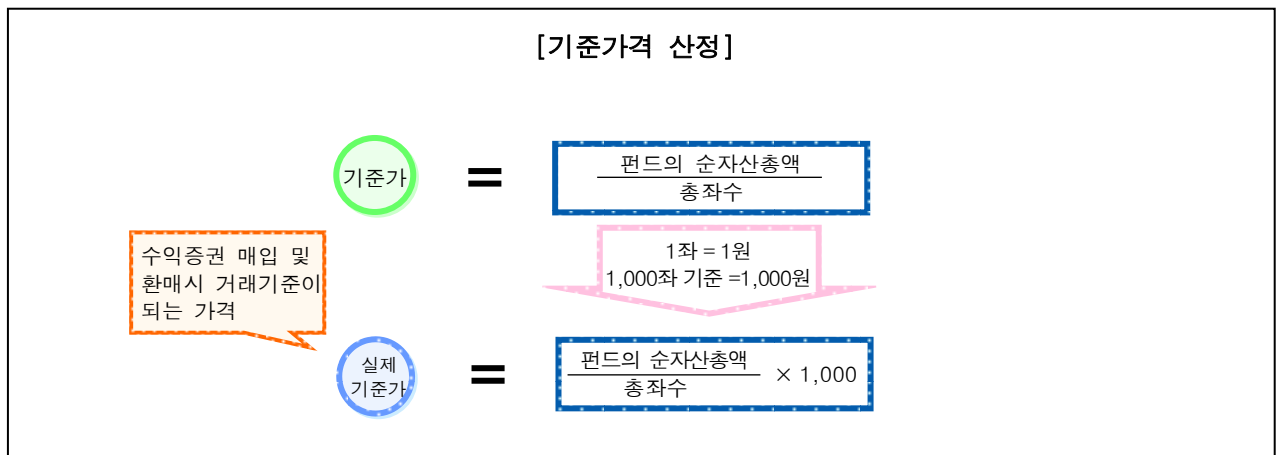 [기준가격 산정]
기준가
=
펀드의 순자산총액
총좌수
수익증권 매입 및
환매시 거래기준이
되는 가격
1좌 = 1원
1,000좌 기준 =1,000원
실제
기준가
=
펀드의 순자산총액
총좌수
× 1,000